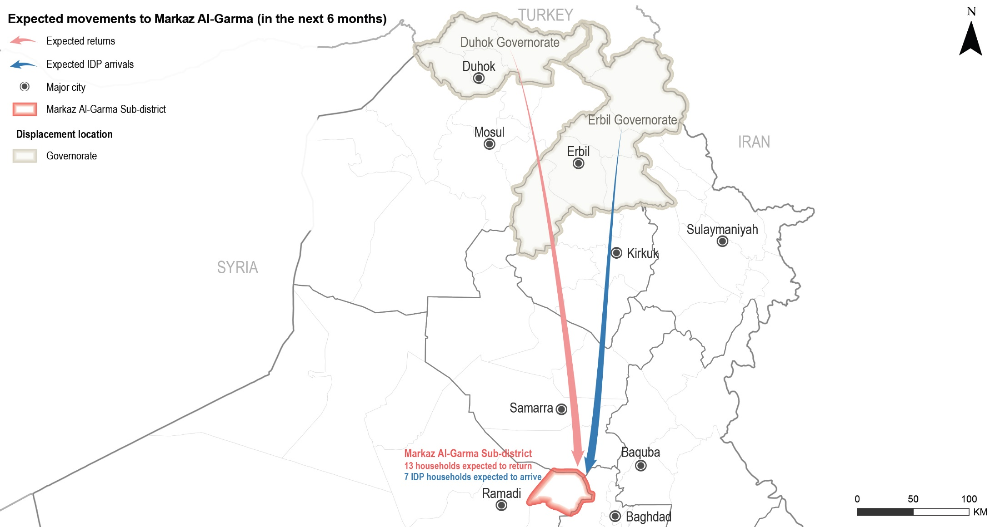 Expected movements to Markaz Al-Garma (in the next 6 months)
Expected returns
Expected IDP arrivals
Major city
Markaz Al-Garma Sub-district
Displacement location
Governorate
TURKEY
N
Duhok Governorate
Duhok
Erbil Governorate
Mosul
IRAN
Erbil
Sulaymaniyah
Kirkuk
SYRIA
Samarra
Markaz Al-Garma Sub-district
13 households expected to return
7 IDP households expected to arrive
Baquba
Ramadi
Baghdad
0 50 100
KM